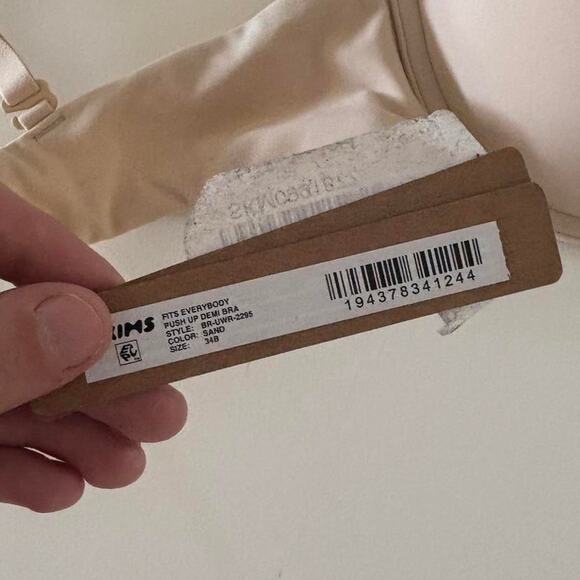 KIMS
FITS EVERYBODY
PUSH UP DEMI BRA
STYLE: BR-UWR-2295
COLOR: SAND
SIZE: 34B
194378341244